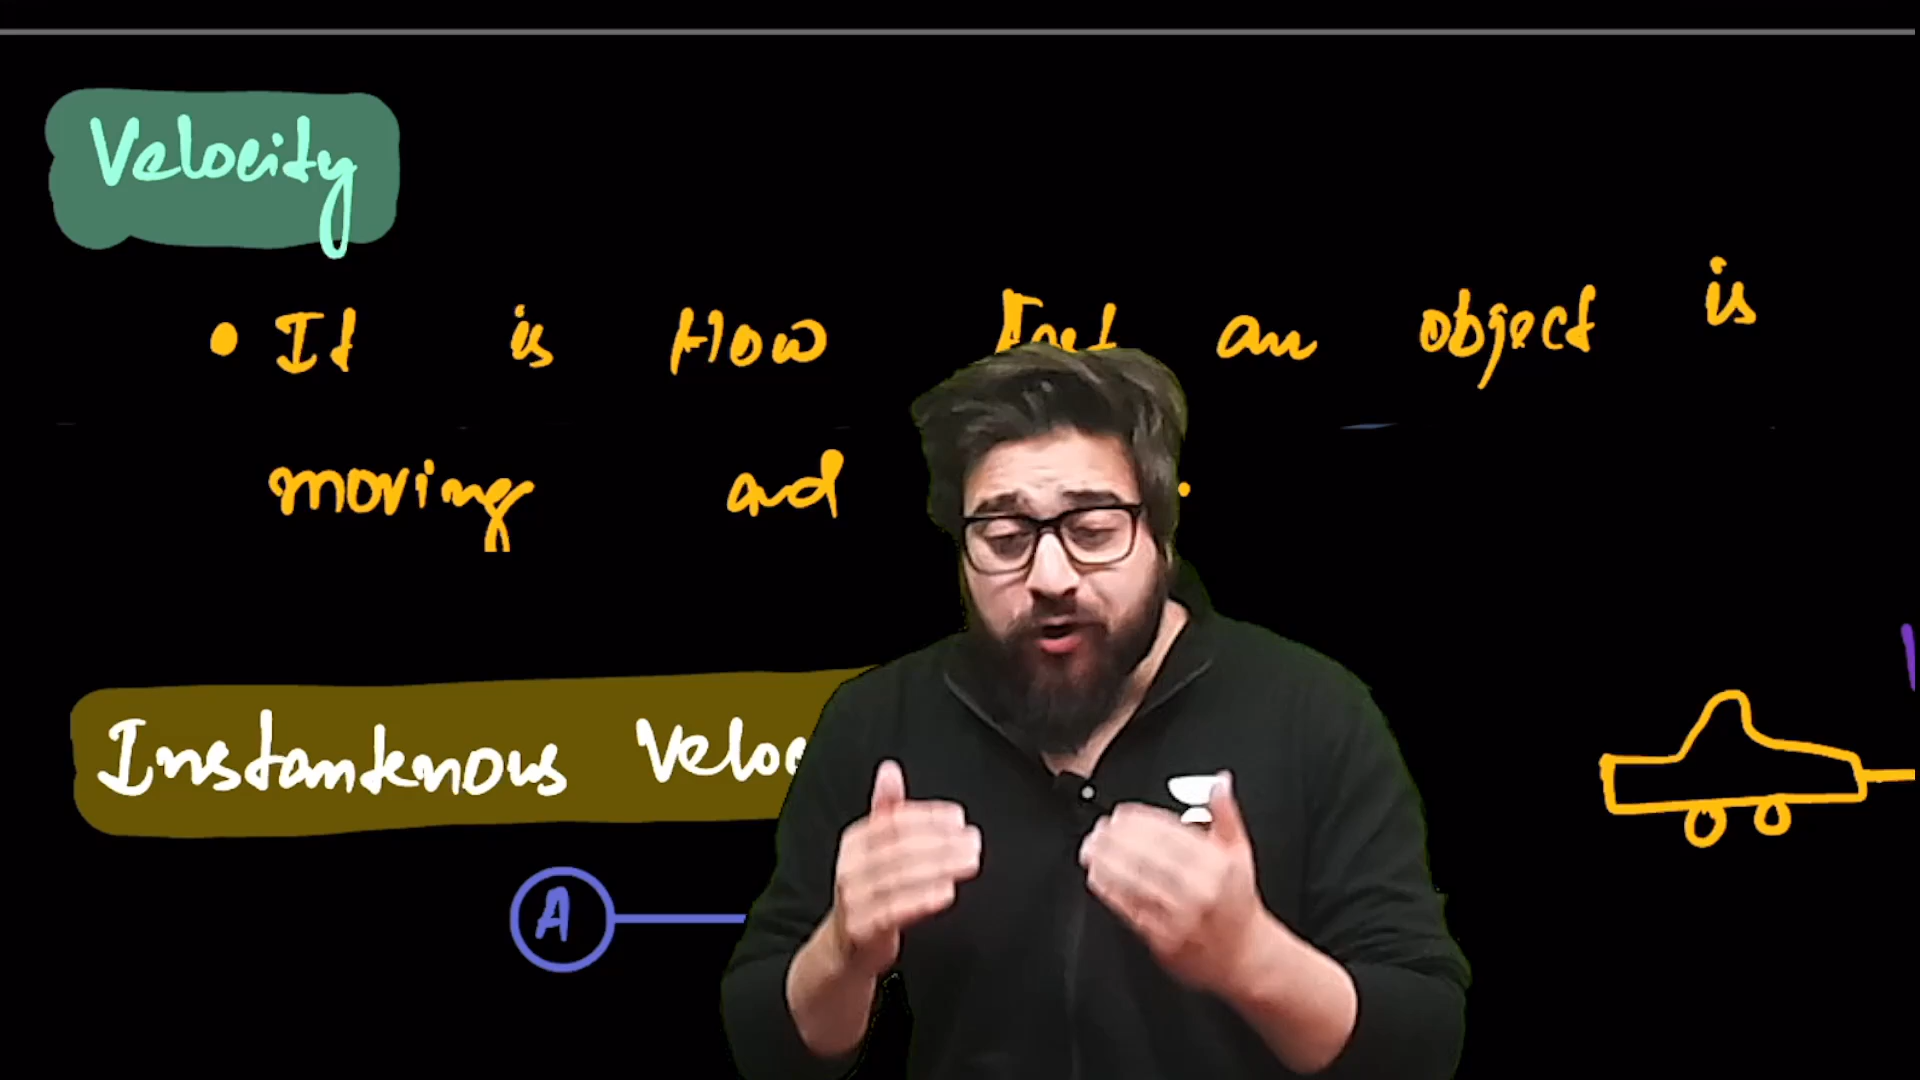 Velocity
• It is How Fast an object is
moving and
Instantenous Velo
A